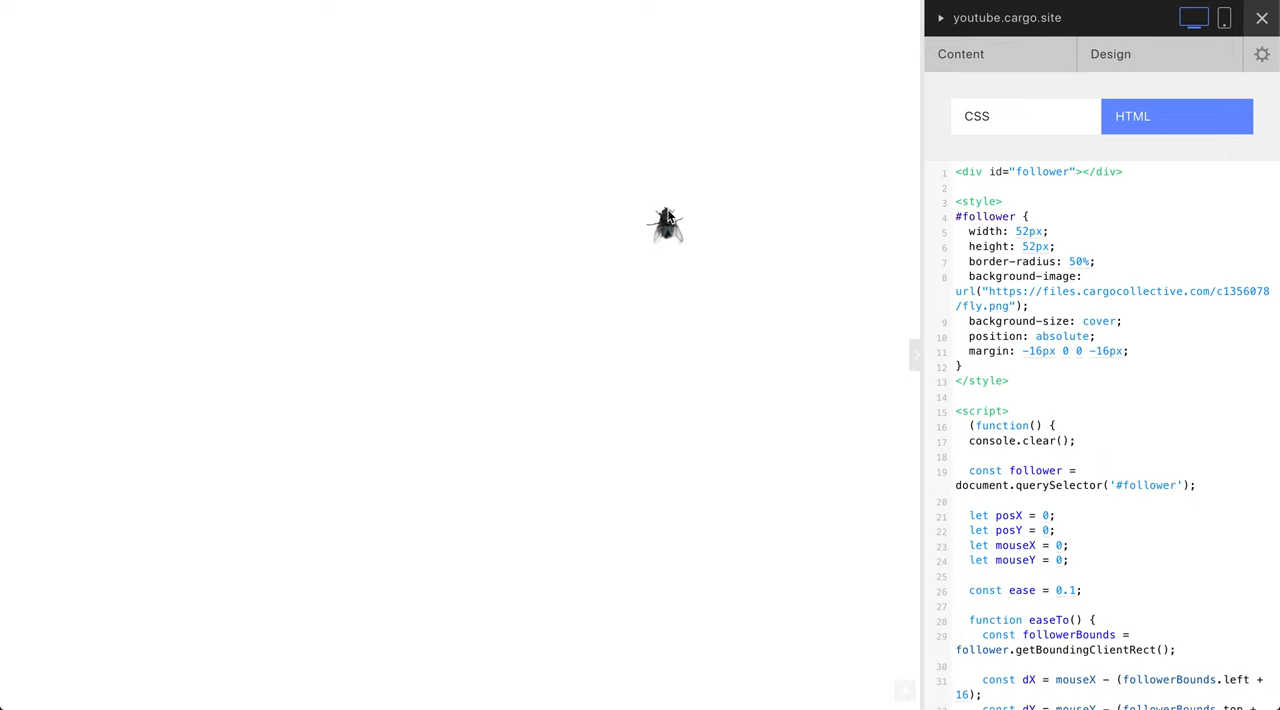 youtube.cargo.site
Content
Design
CSS
HTML
1 <div id="follower"></div>
2
3 <style>
4 #follower {
5 width: 52px;
6 height: 52px;
7 border-radius: 50%;
8 background-image:
url("https://files.cargocollective.com/c1356078
/fly.png");
9 background-size: cover;
10 position: absolute;
11 margin: -16px 0 0 -16px;
12 }
13 </style>
14
15 <script>
16 (function() {
17 console.clear();
18
19 const follower =
document.querySelector('#follower');
20
21 let posX = 0;
22 let posY = 0;
23 let mouseX = 0;
24 let mouseY = 0;
25
26 const ease = 0.1;
27
28 function easeTo() {
29 const followerBounds =
follower.getBoundingClientRect();
30
31 const dX = mouseX - (followerBounds.left +
16);
const dY = mouseY - (followerBounds.top +